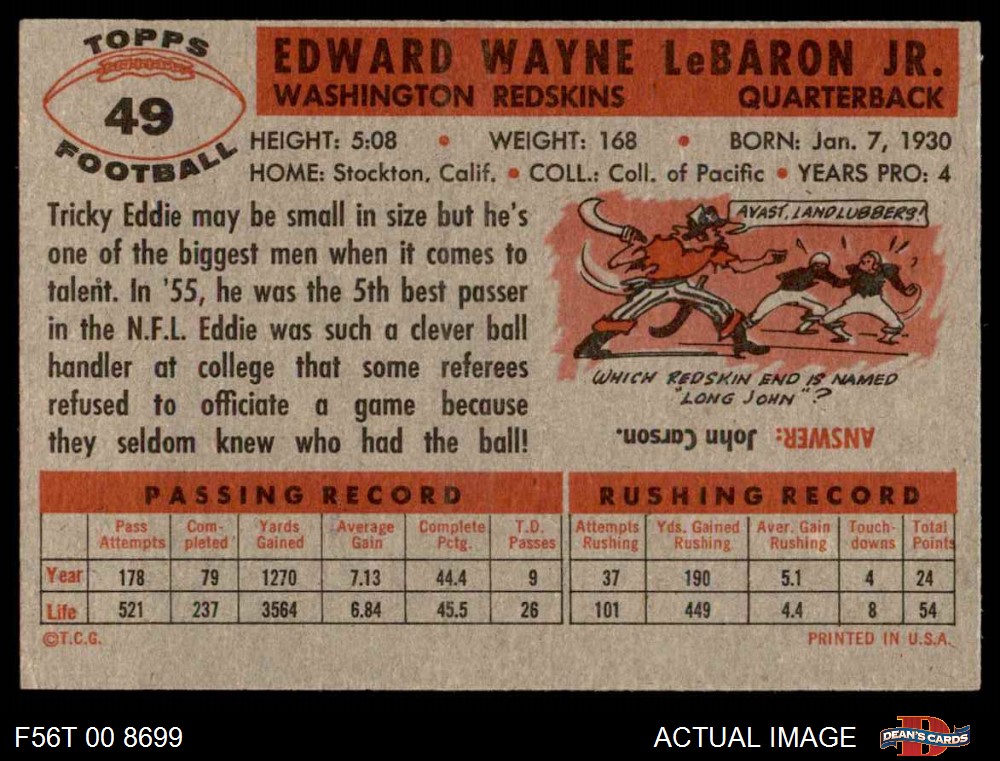 TOPPS
49
FOOTBALL
EDWARD WAYNE LeBARON JR.
WASHINGTON REDSKINS QUARTERBACK
HEIGHT: 5:08 • WEIGHT: 168 • BORN: Jan. 7, 1930
HOME: Stockton, Calif. • COLL.: Coll. of Pacific • YEARS PRO: 4
Tricky Eddie may be small in size but he's
one of the biggest men when it comes to
talent. In '55, he was the 5th best passer
in the N.F.L. Eddie was such a clever ball
handler at college that some referees
refused to officiate a game because
they seldom knew who had the ball!
AVAST, LANDLUBBERS!
WHICH REDSKIN END IS NAMED
"LONG JOHN"?
ANSWER: John Carson.
PASSING RECORD
Pass Attempts Com-pleted Yards Gained Average Gain Complete Pctg. T.D. Passes
Year 178 79 1270 7.13 44.4 9
Life 521 237 3564 6.84 45.5 26
RUSHING RECORD
Attempts Rushing Yds. Gained Rushing Aver. Gain Rushing Touch-downs Total Points
37 190 5.1 4 24
101 449 4.4 8 54
©T.C.G. PRINTED IN U.S.A.
F56T 00 8699 ACTUAL IMAGE
DEAN'S CARDS